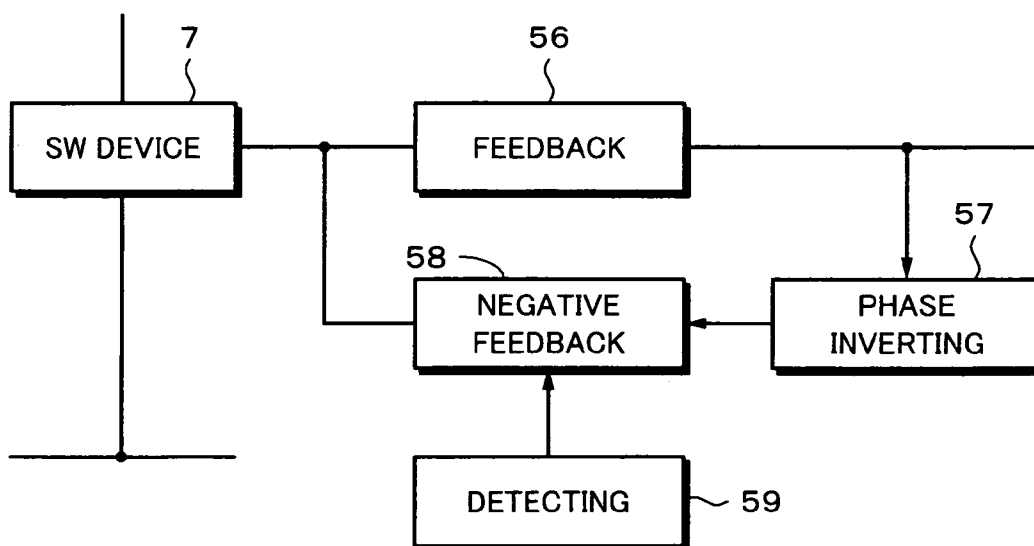 7
56
SW DEVICE
FEEDBACK
57
58
NEGATIVE
FEEDBACK
PHASE
INVERTING
DETECTING
59